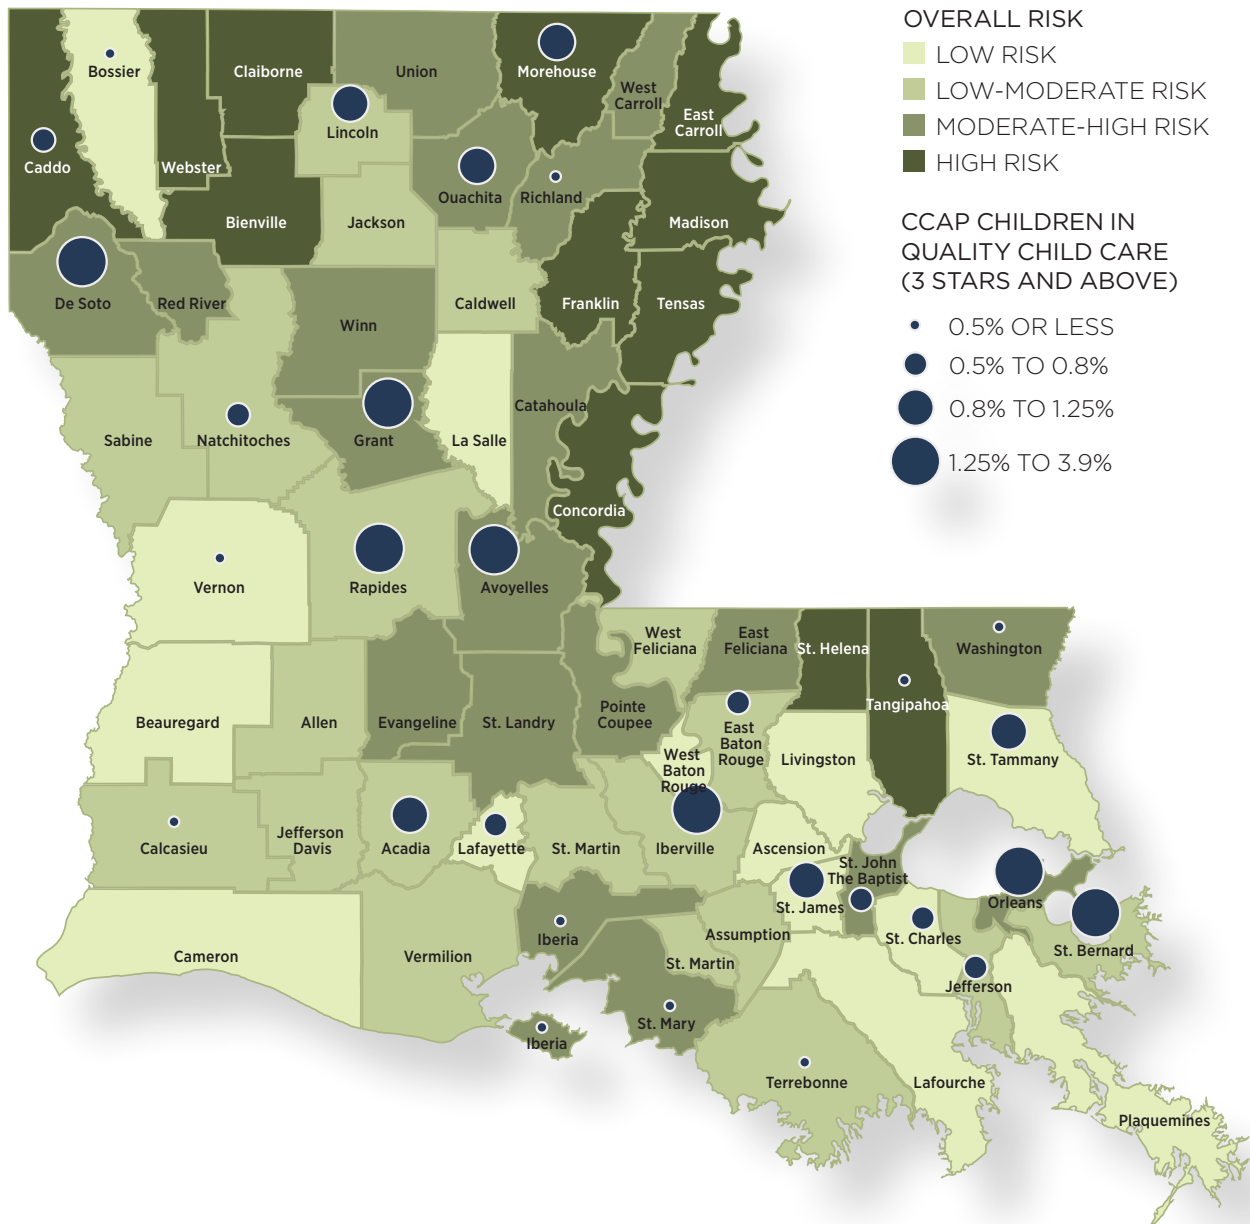 OVERALL RISK
LOW RISK
LOW-MODERATE RISK
MODERATE-HIGH RISK
HIGH RISK
CCAP CHILDREN IN
QUALITY CHILD CARE
(3 STARS AND ABOVE)
0.5% OR LESS
0.5% TO 0.8%
0.8% TO 1.25%
1.25% TO 3.9%
Bossier
Claiborne
Union
Morehouse
West
Carroll
East
Carroll
Lincoln
Caddo
Webster
Ouachita
Richland
Bienville
Jackson
Madison
De Soto
Red River
Caldwell
Franklin
Tensas
Winn
Catahoula
Sabine
Natchitoches
Grant
La Salle
Concordia
Vernon
Rapides
Avoyelles
West
Feliciana
East
Feliciana
St. Helena
Washington
Tangipahoa
Beauregard
Allen
Evangeline
St. Landry
Pointe
Coupee
East
Baton
Rouge
West
Baton
Rouge
Livingston
St. Tammany
Calcasieu
Jefferson
Davis
Acadia
Lafayette
St. Martin
Iberville
Ascension
St. John
The Baptist
St. James
Orleans
Cameron
Vermilion
Iberia
Assumption
St. Charles
St. Bernard
St. Martin
Jefferson
St. Mary
Iberia
Terrebonne
Lafourche
Plaquemines